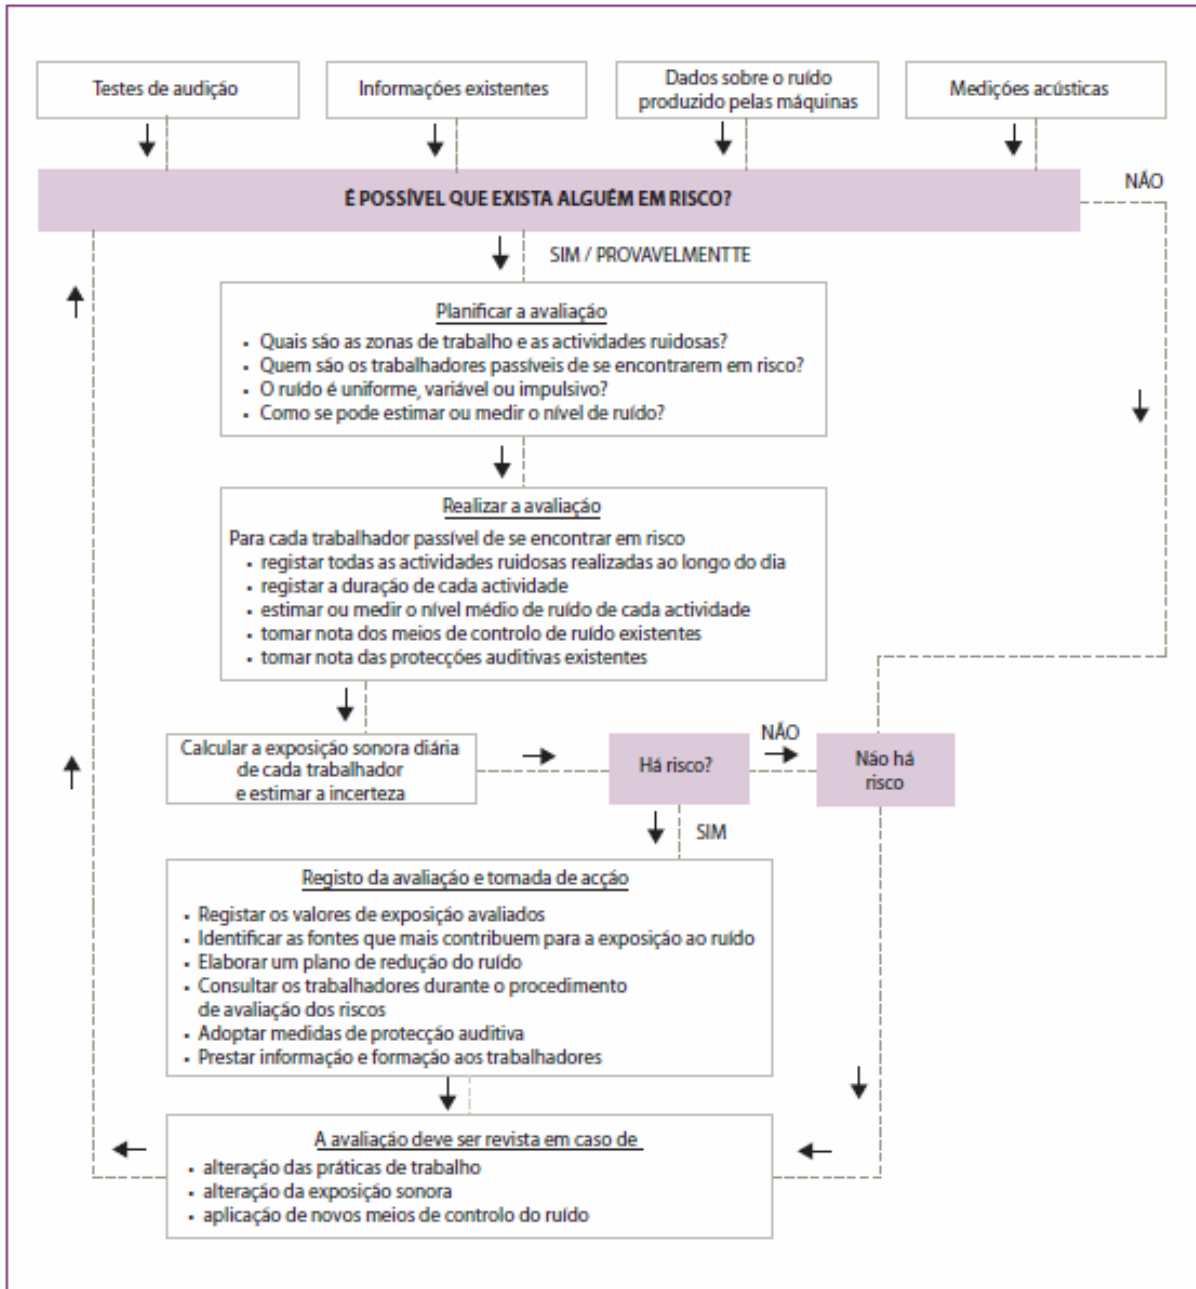 Testes de audição
Informações existentes
Dados sobre o ruído
produzido pelas máquinas
Medições acústicas
NÃO
É POSSÍVEL QUE EXISTA ALGUÉM EM RISCO?
SIM / PROVAVELMENTTE
Planificar a avaliação
• Quais são as zonas de trabalho e as actividades ruidosas?
• Quem são os trabalhadores passíveis de se encontrarem em risco?
• O ruído é uniforme, variável ou impulsivo?
• Como se pode estimar ou medir o nível de ruído?
Realizar a avaliação
Para cada trabalhador passível de se encontrar em risco
• registar todas as actividades ruidosas realizadas ao longo do dia
• registar a duração de cada actividade
• estimar ou medir o nível médio de ruído de cada actividade
• tomar nota dos meios de controlo de ruído existentes
• tomar nota das protecções auditivas existentes
Calcular a exposição sonora diária
de cada trabalhador
e estimar a incerteza
Há risco?
NÃO
Não há
risco
SIM
Registo da avaliação e tomada de acção
• Registar os valores de exposição avaliados
• Identificar as fontes que mais contribuem para a exposição ao ruído
• Elaborar um plano de redução do ruído
• Consultar os trabalhadores durante o procedimento
de avaliação dos riscos
• Adoptar medidas de protecção auditiva
• Prestar informação e formação aos trabalhadores
A avaliação deve ser revista em caso de
• alteração das práticas de trabalho
• alteração da exposição sonora
• aplicação de novos meios de controlo do ruído